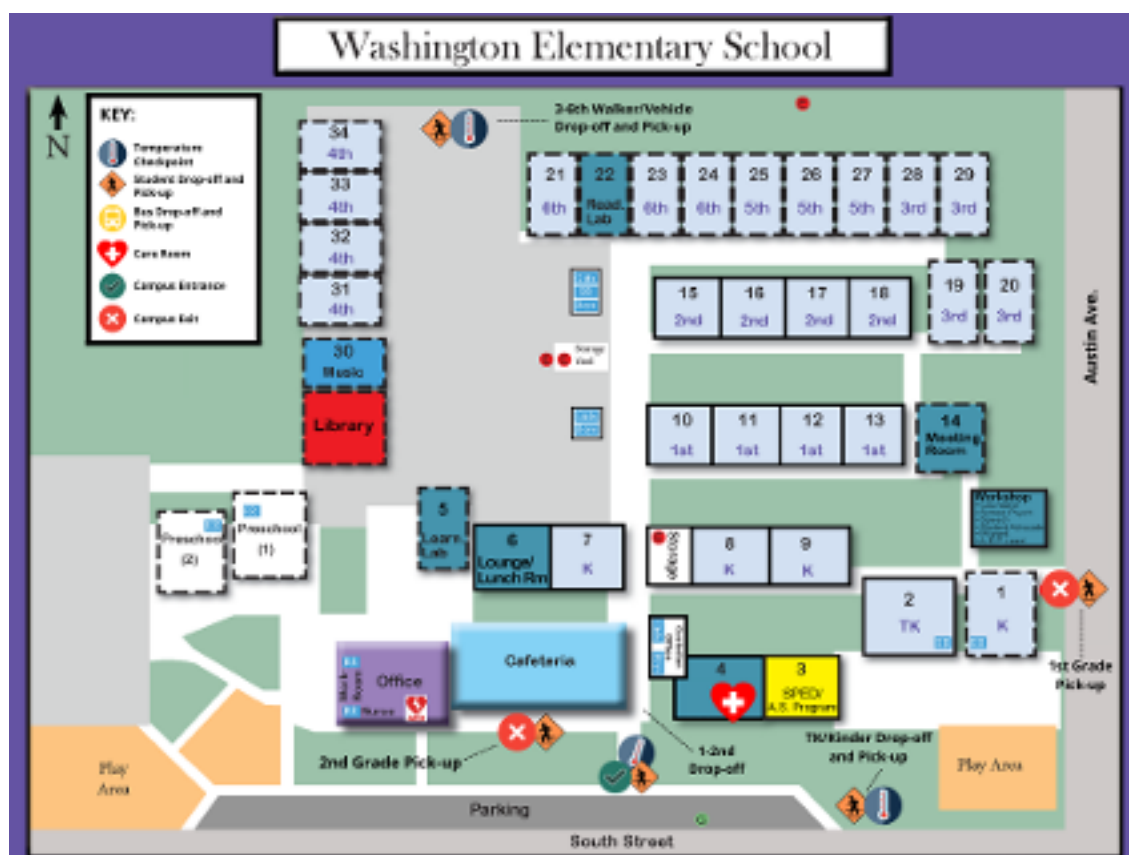 Washington Elementary School
N
KEY:
Temperature
Checkpoint
Student Drop-off and
Pick-up
Bus Drop-off and
Pick-up
Care Room
Campus Entrance
Campus Exit
3-6th Walker/Vehicle
Drop-off and Pick-up
34
4th
33
4th
32
4th
31
4th
30
Music
Library
21
6th
22
Read.
Lab
23
6th
24
6th
25
5th
26
5th
27
5th
28
3rd
29
3rd
15
2nd
16
2nd
17
2nd
18
2nd
19
3rd
20
3rd
Austin Ave.
10
1st
11
1st
12
1st
13
1st
14
Meeting
Room
Workshop
Preschool
(2)
Preschool
(1)
5
Learn.
Lab
6
Lounge/
Lunch Rm
7
K
Storage
8
K
9
K
2
TK
1
K
1st Grade
Pick-up
Office
Work
Room
Nurse
Cafeteria
4
3
SPED/
A.S. Program
2nd Grade Pick-up
1-2nd
Drop-off
TK/Kinder Drop-off
and Pick-up
Play
Area
Play Area
Parking
South Street